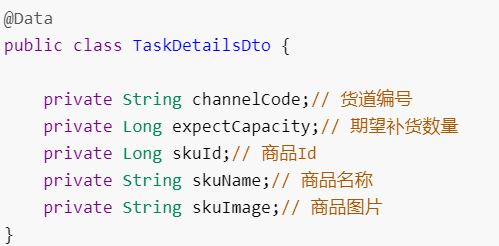 @Data
public class TaskDetailsDto {
    private String channelCode;// 货道编号
    private Long expectCapacity;// 期望补货数量
    private Long skuId;// 商品Id
    private String skuName;// 商品名称
    private String skuImage;// 商品图片
}